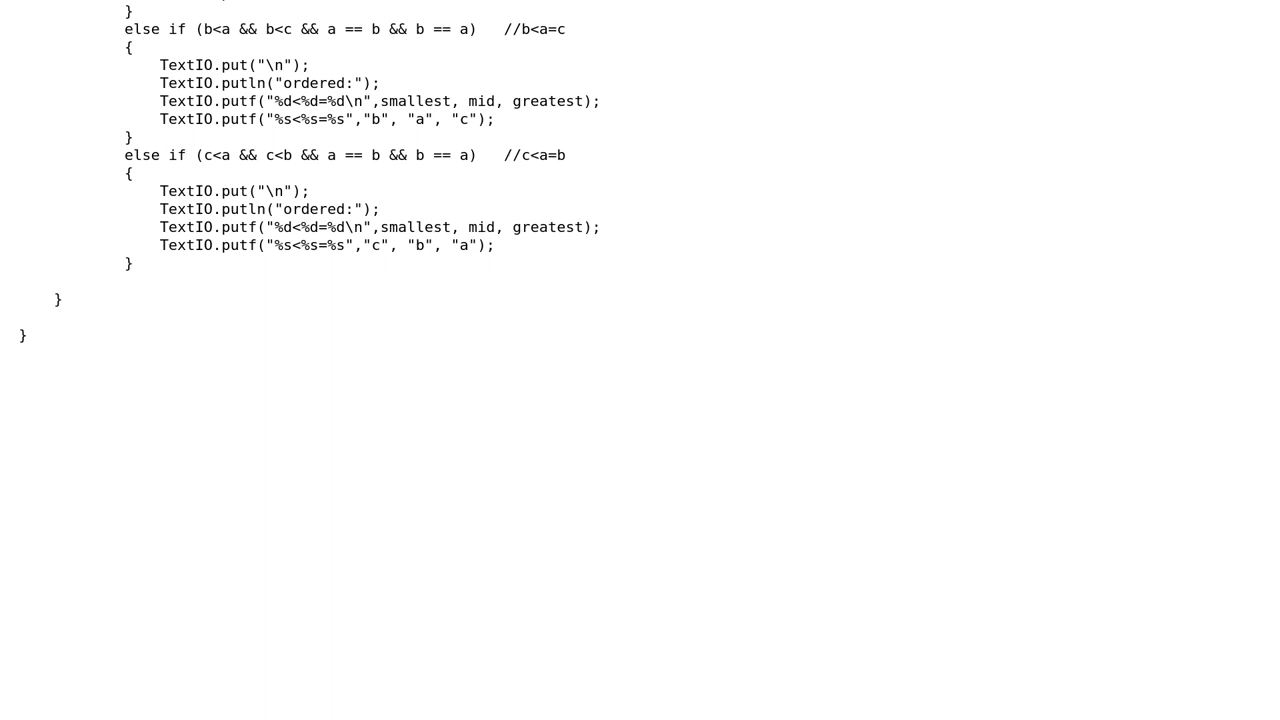 }
else if (b<a && b<c && a == b && b == a)   //b<a=c
{
TextIO.put("\n");
TextIO.putln("ordered:");
TextIO.putf("%d<%d=%d\n",smallest, mid, greatest);
TextIO.putf("%s<%s=%s","b", "a", "c");
}
else if (c<a && c<b && a == b && b == a)   //c<a=b
{
TextIO.put("\n");
TextIO.putln("ordered:");
TextIO.putf("%d<%d=%d\n",smallest, mid, greatest);
TextIO.putf("%s<%s=%s","c", "b", "a");
}
}
}